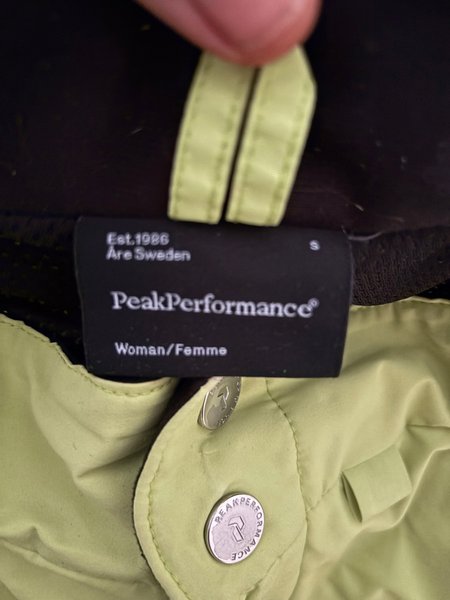 Est.1986
Åre Sweden
S
PeakPerformance®
Woman/Femme
PEAKPERFORMANCE